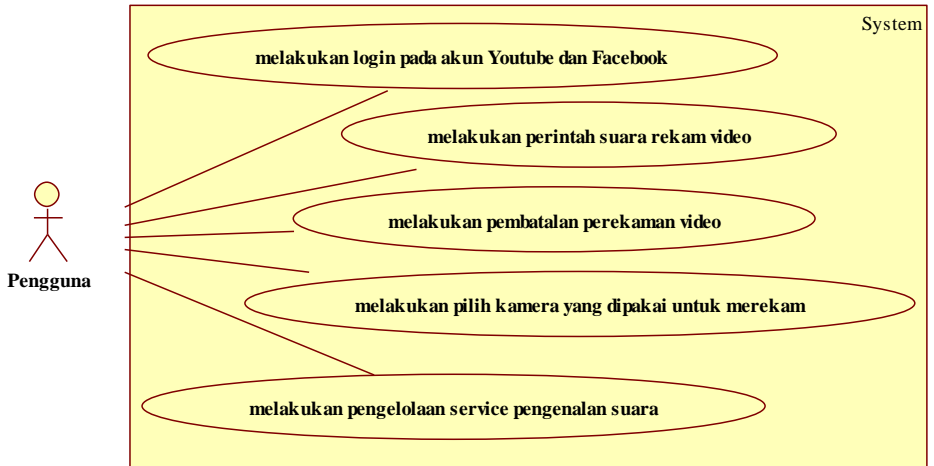 System
melakukan login pada akun Youtube dan Facebook
melakukan perintah suara rekam video
melakukan pembatalan perekaman video
Pengguna
melakukan pilih kamera yang dipakai untuk merekam
melakukan pengelolaan service pengenalan suara